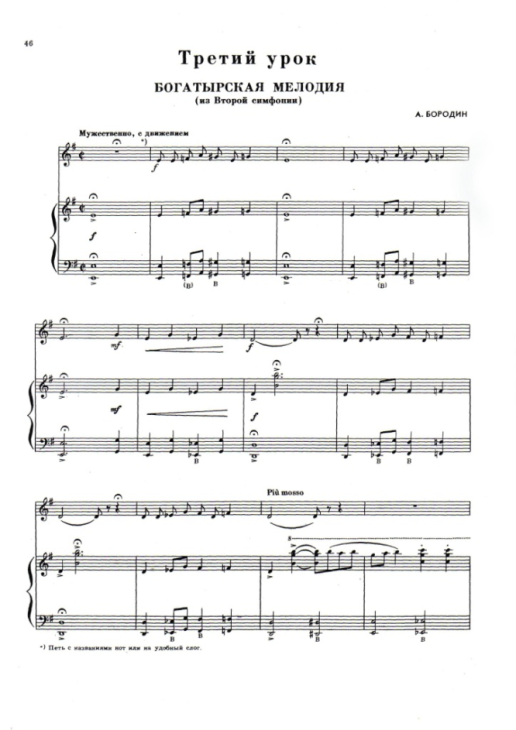 46
Третий урок
БОГАТЫРСКАЯ МЕЛОДИЯ
(из Второй симфонии)
А. БОРОДИН
Мужественно, с движением
*)
f
f
(В) В (В) В
mf f
mf f
В В
Più mosso
8
В В
*) Петь с названиями нот или на удобный слог.